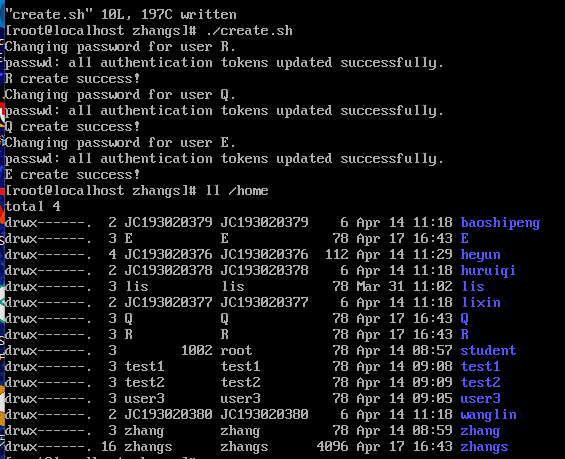 "create.sh" 10L, 197C written
[root@localhost zhangs]# ./create.sh
Changing password for user R.
passwd: all authentication tokens updated successfully.
R create success!
Changing password for user Q.
passwd: all authentication tokens updated successfully.
Q create success!
Changing password for user E.
passwd: all authentication tokens updated successfully.
E create success!
[root@localhost zhangs]# ll /home
total 4
drwx------. 2 JC193020379 JC193020379 6 Apr 14 11:18 baoshipeng
drwx------. 3 E E 78 Apr 17 16:43 E
drwx------. 4 JC193020376 JC193020376 112 Apr 14 11:29 heyun
drwx------. 2 JC193020378 JC193020378 6 Apr 14 11:18 huruiqi
drwx------. 3 lis lis 78 Mar 31 11:02 lis
drwx------. 2 JC193020377 JC193020377 6 Apr 14 11:18 lixin
drwx------. 3 Q Q 78 Apr 17 16:43 Q
drwx------. 3 R R 78 Apr 17 16:43 R
drwx------. 3 1002 root 78 Apr 14 08:57 student
drwx------. 3 test1 test1 78 Apr 14 09:08 test1
drwx------. 3 test2 test2 78 Apr 14 09:09 test2
drwx------. 3 user3 user3 78 Apr 14 09:05 user3
drwx------. 2 JC193020380 JC193020380 6 Apr 14 11:18 wanglin
drwx------. 3 zhang zhang 78 Apr 14 08:59 zhang
drwx------. 16 zhangs zhangs 4096 Apr 17 16:43 zhangs